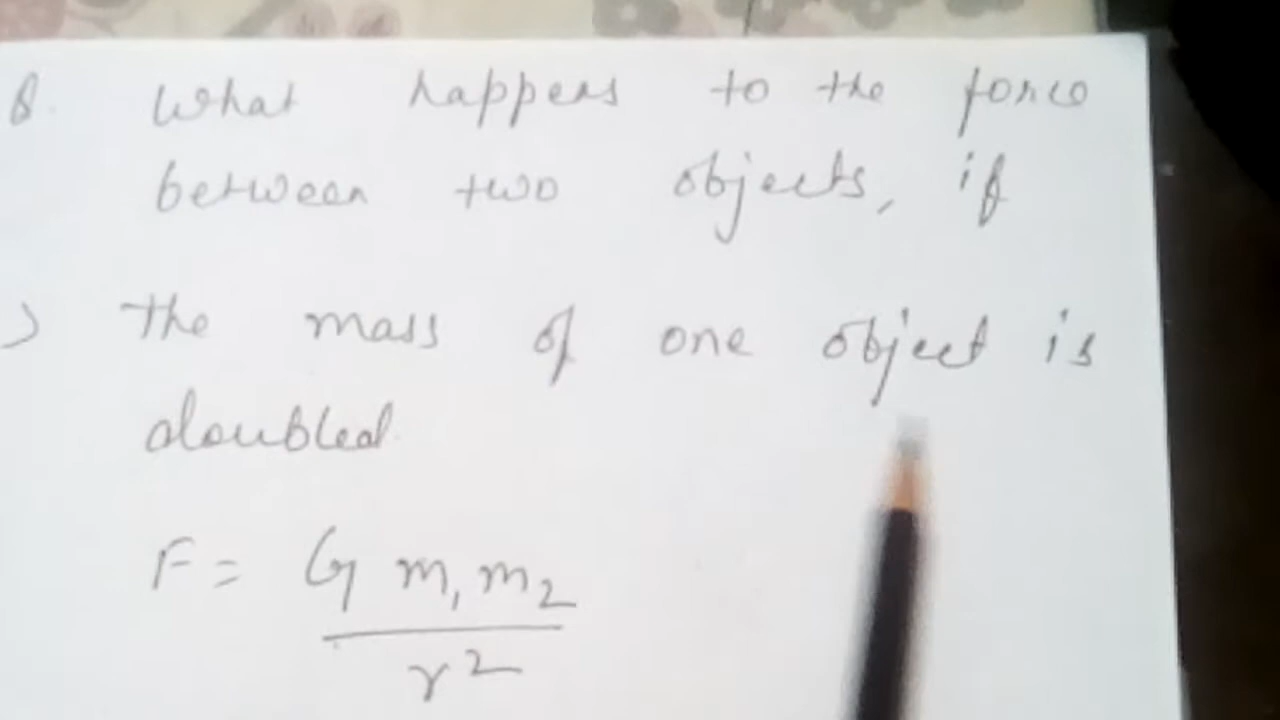 8. What happens to the force
between two objects, if
) The mass of one object is
doubled.
F = G m₁ m₂
r²